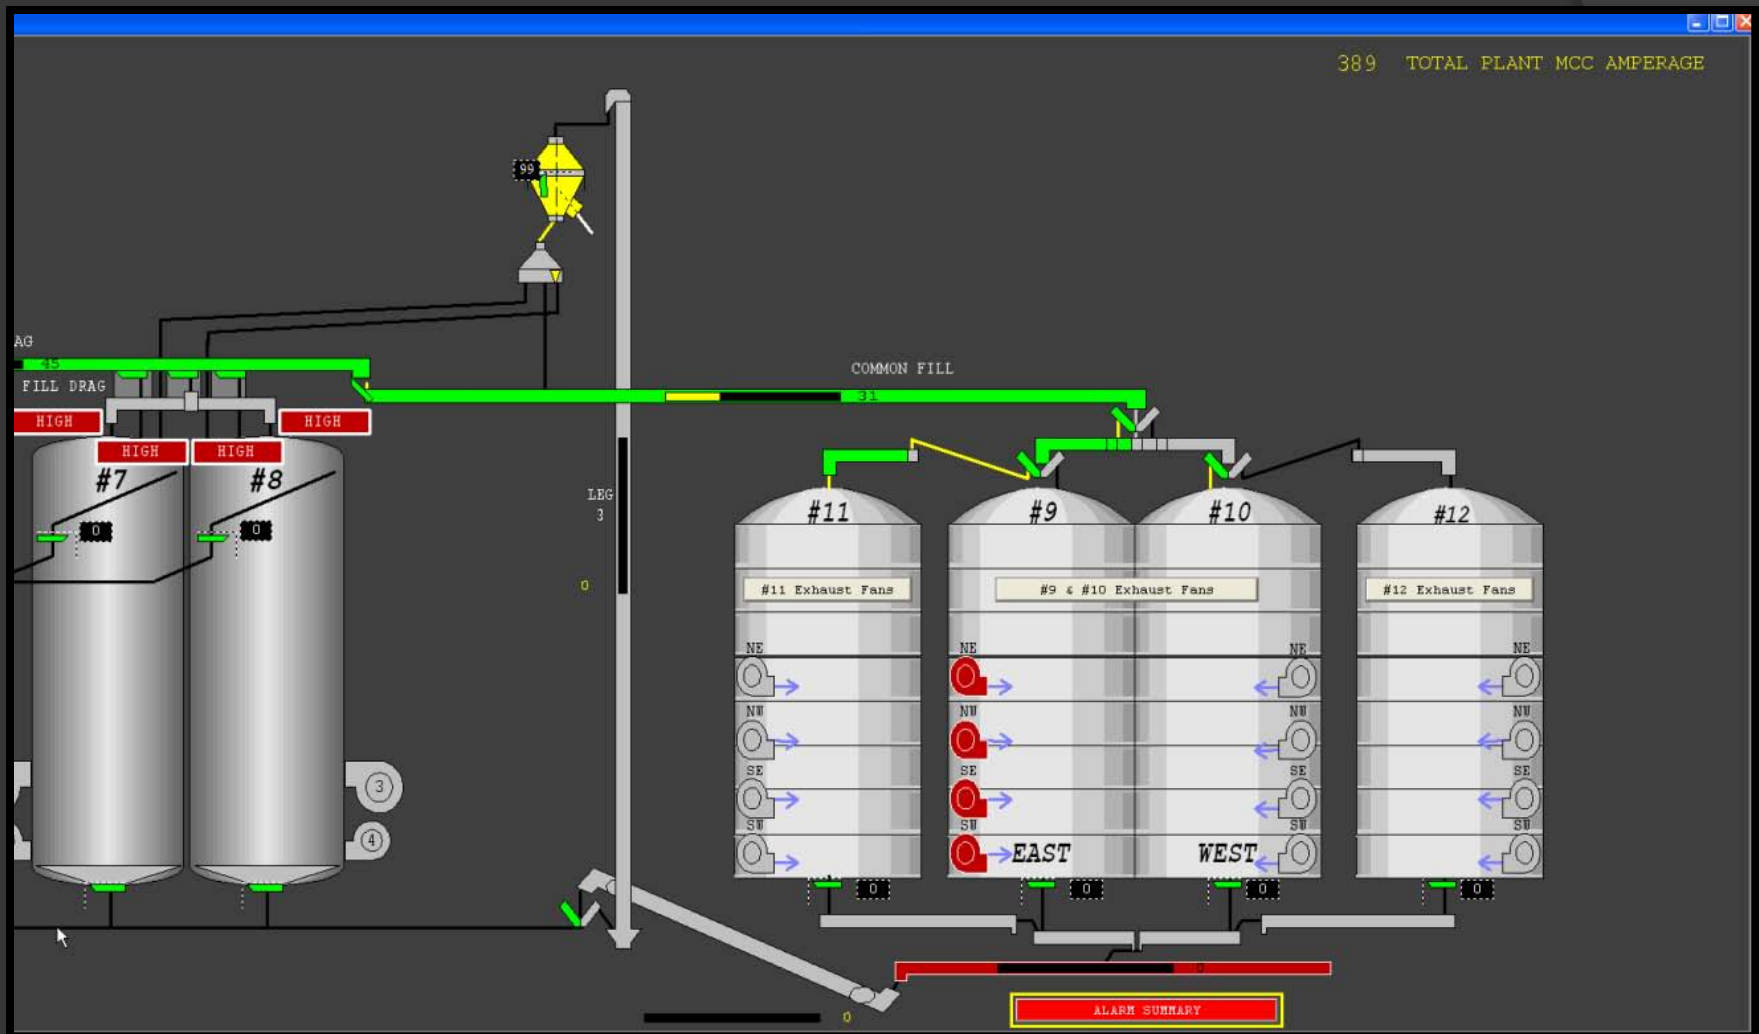 389 TOTAL PLANT MCC AMPERAGE
99
AG
45
FILL DRAG
COMMON FILL
31
HIGH
HIGH
HIGH
HIGH
#7
#8
0
0
LEG
3
0
#11
#9
#10
#12
#11 Exhaust Fans
#9 & #10 Exhaust Fans
#12 Exhaust Fans
NE
NE
NE
NE
NW
NW
NW
NW
SE
SE
SE
SE
SW
SW
SW
SW
3
4
EAST
WEST
0
0
0
0
0
ALARM SUMMARY
0